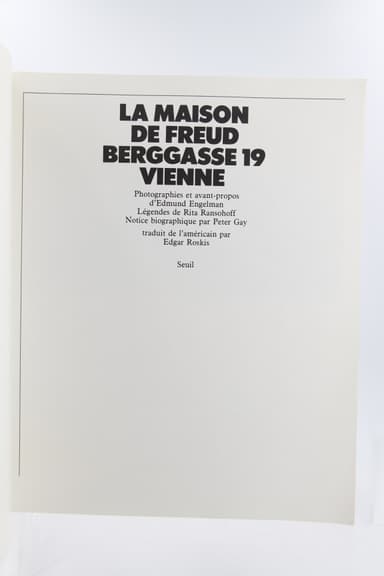 LA MAISON
DE FREUD
BERGGASSE 19
VIENNE
Photographies et avant-propos
d'Edmund Engelman
Légendes de Rita Ransohoff
Notice biographique par Peter Gay
traduit de l'américain par
Edgar Roskis
Seuil